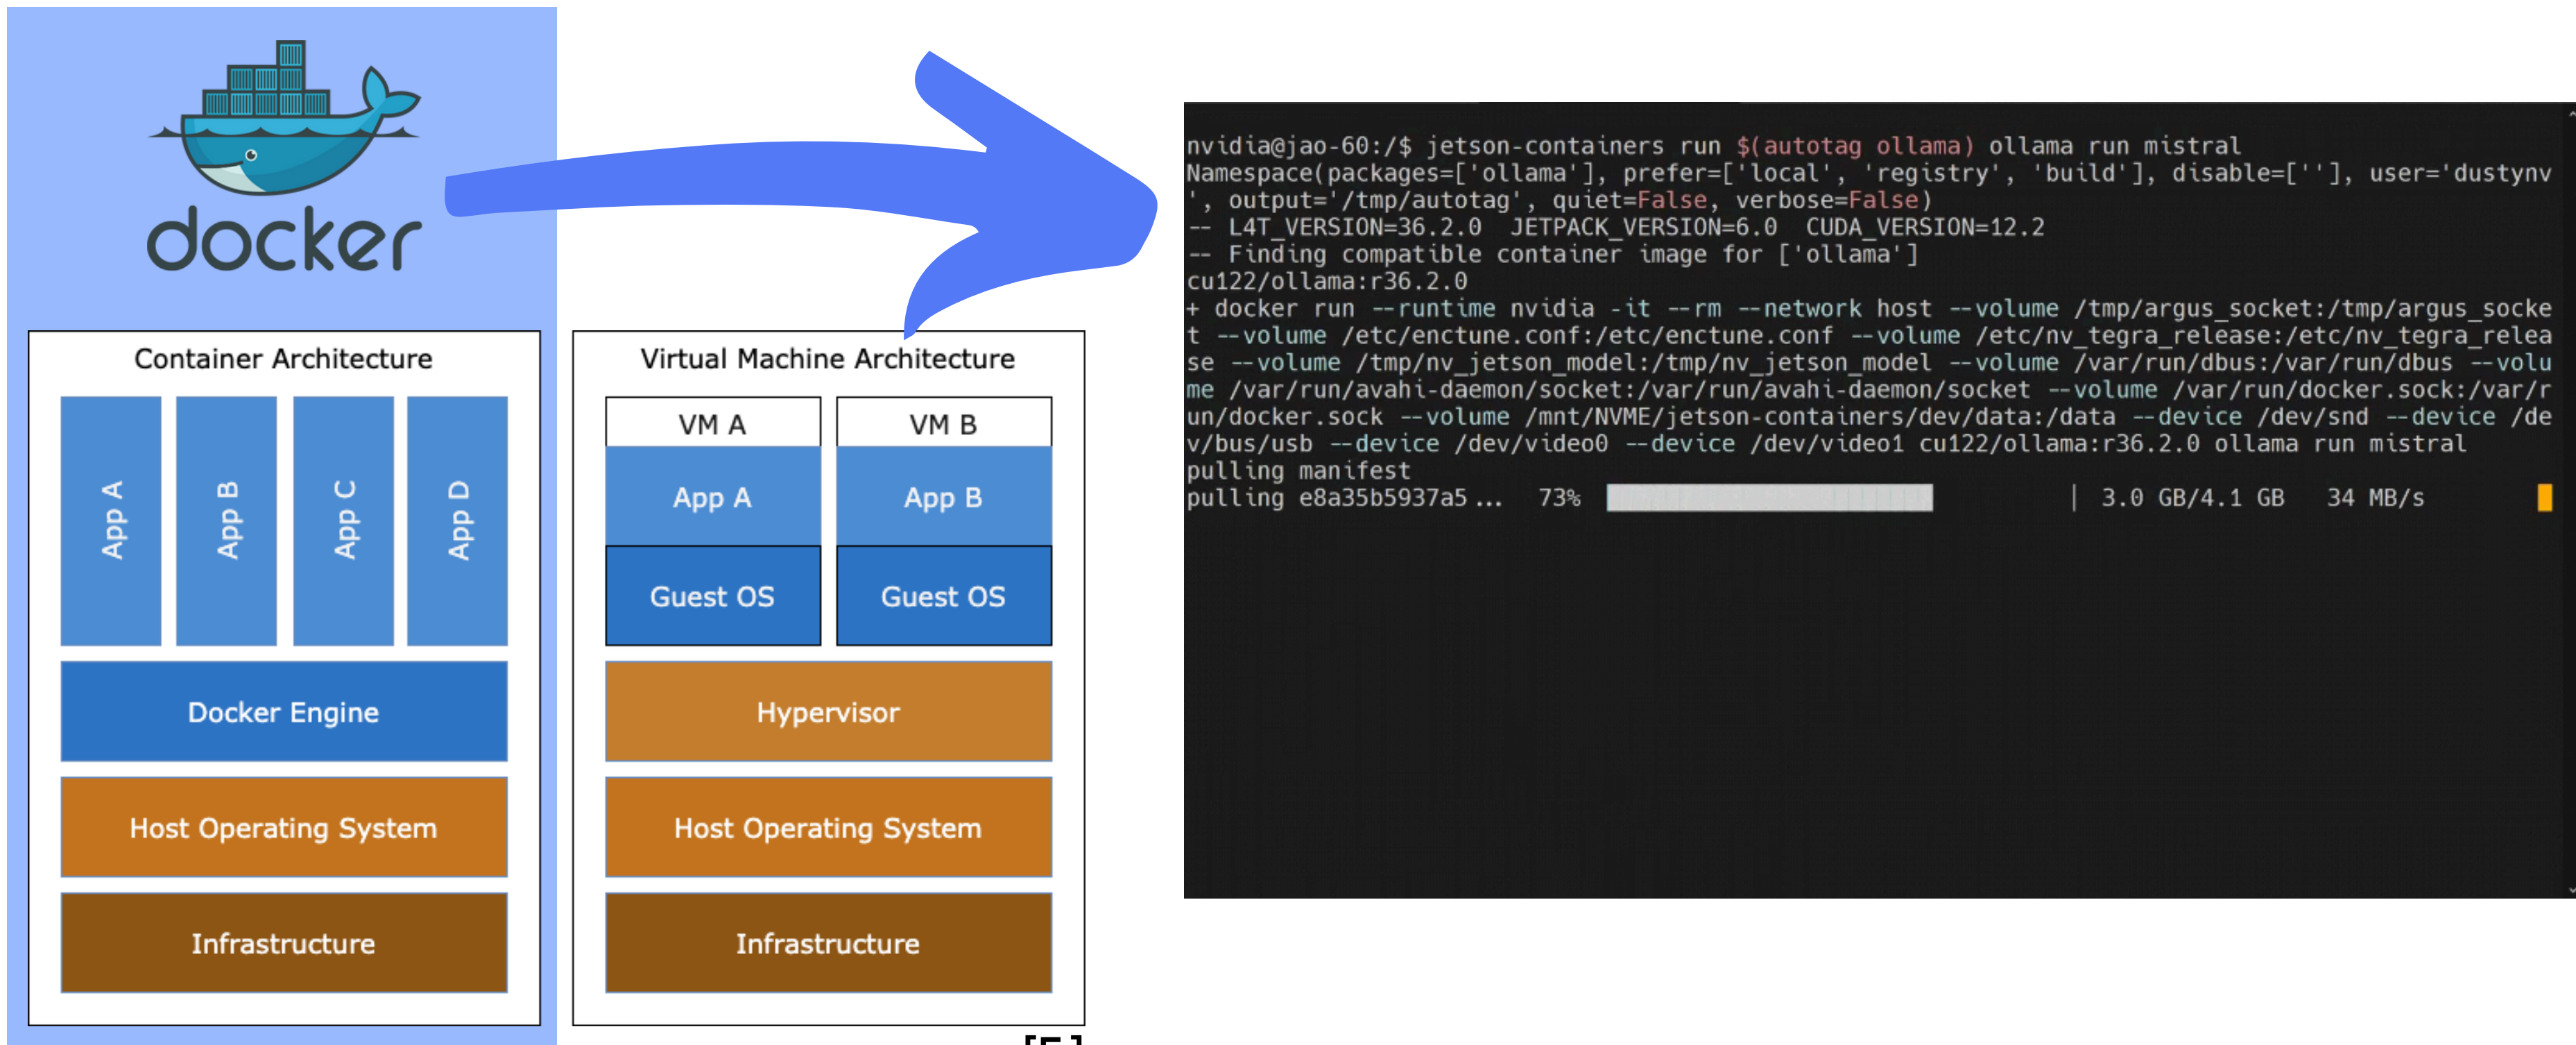 docker
Container Architecture
App A
App B
App C
App D
Docker Engine
Host Operating System
Infrastructure
Virtual Machine Architecture
VM A
VM B
App A
App B
Guest OS
Guest OS
Hypervisor
Host Operating System
Infrastructure
nvidia@jao-60:/$ jetson-containers run $(autotag ollama) ollama run mistral
Namespace(packages=['ollama'], prefer=['local', 'registry', 'build'], disable=[''], user='dustynv
', output='/tmp/autotag', quiet=False, verbose=False)
-- L4T_VERSION=36.2.0 JETPACK_VERSION=6.0 CUDA_VERSION=12.2
-- Finding compatible container image for ['ollama']
cu122/ollama:r36.2.0
+ docker run --runtime nvidia -it --rm --network host --volume /tmp/argus_socket:/tmp/argus_socke
t --volume /etc/enctune.conf:/etc/enctune.conf --volume /etc/nv_tegra_release:/etc/nv_tegra_relea
se --volume /tmp/nv_jetson_model:/tmp/nv_jetson_model --volume /var/run/dbus:/var/run/dbus --volu
me /var/run/avahi-daemon/socket:/var/run/avahi-daemon/socket --volume /var/run/docker.sock:/var/r
un/docker.sock --volume /mnt/NVME/jetson-containers/dev/data:/data --device /dev/snd --device /de
v/bus/usb --device /dev/video0 --device /dev/video1 cu122/ollama:r36.2.0 ollama run mistral
pulling manifest
pulling e8a35b5937a5... 73% | 3.0 GB/4.1 GB 34 MB/s